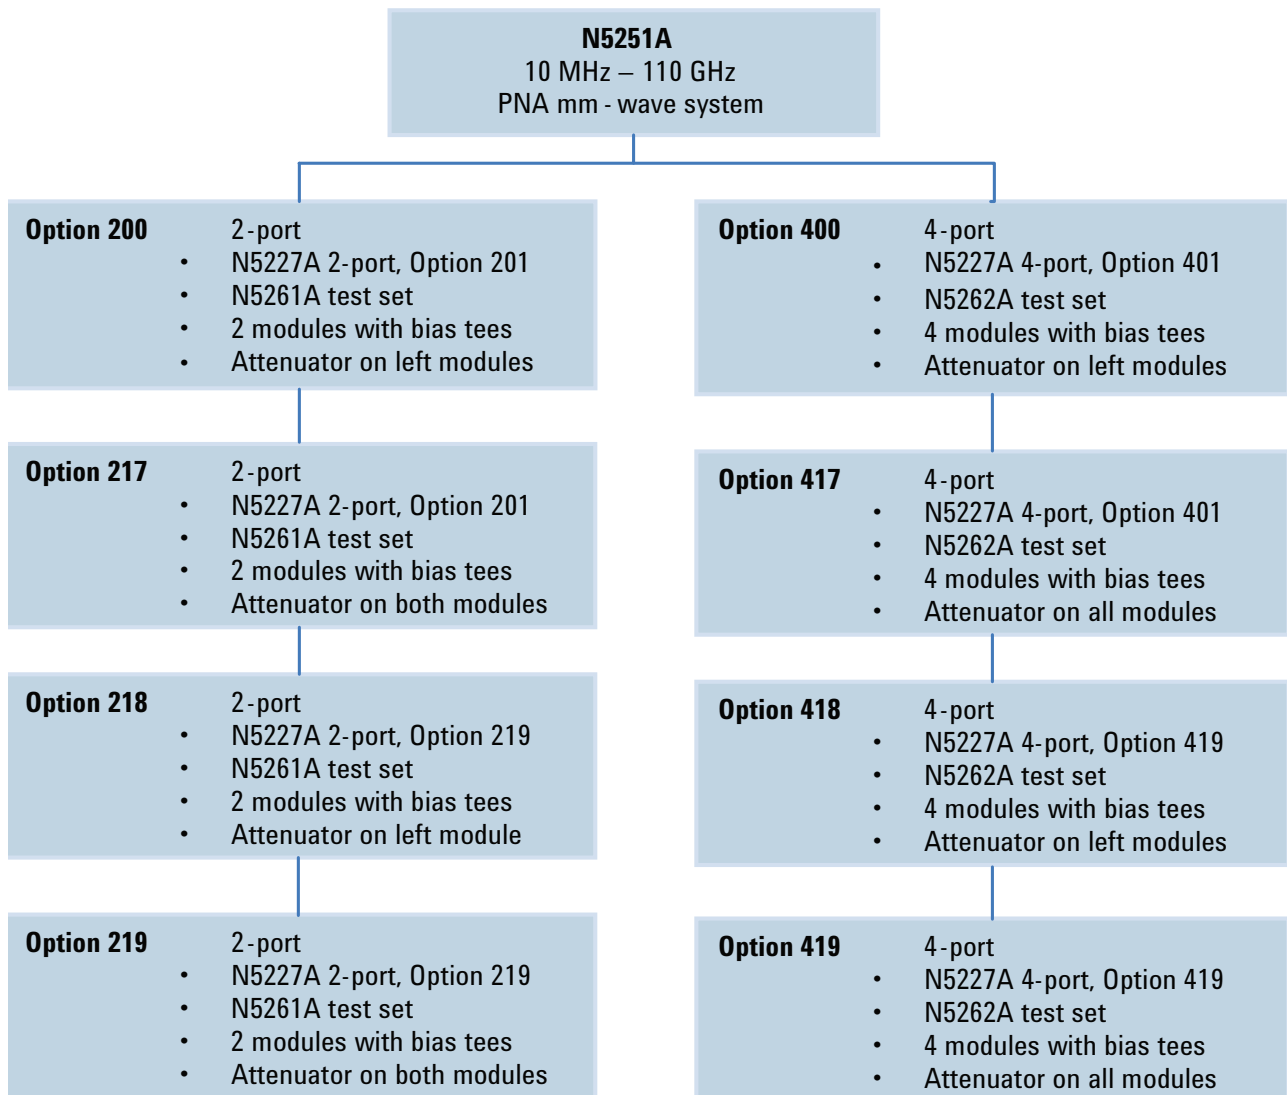 N5251A
10 MHz – 110 GHz
PNA mm - wave system
Option 200 2-port
• N5227A 2-port, Option 201
• N5261A test set
• 2 modules with bias tees
• Attenuator on left modules
Option 217 2-port
• N5227A 2-port, Option 201
• N5261A test set
• 2 modules with bias tees
• Attenuator on both modules
Option 218 2-port
• N5227A 2-port, Option 219
• N5261A test set
• 2 modules with bias tees
• Attenuator on left module
Option 219 2-port
• N5227A 2-port, Option 219
• N5261A test set
• 2 modules with bias tees
• Attenuator on both modules
Option 400 4-port
• N5227A 4-port, Option 401
• N5262A test set
• 4 modules with bias tees
• Attenuator on left modules
Option 417 4-port
• N5227A 4-port, Option 401
• N5262A test set
• 4 modules with bias tees
• Attenuator on all modules
Option 418 4-port
• N5227A 4-port, Option 419
• N5262A test set
• 4 modules with bias tees
• Attenuator on left modules
Option 419 4-port
• N5227A 4-port, Option 419
• N5262A test set
• 4 modules with bias tees
• Attenuator on all modules